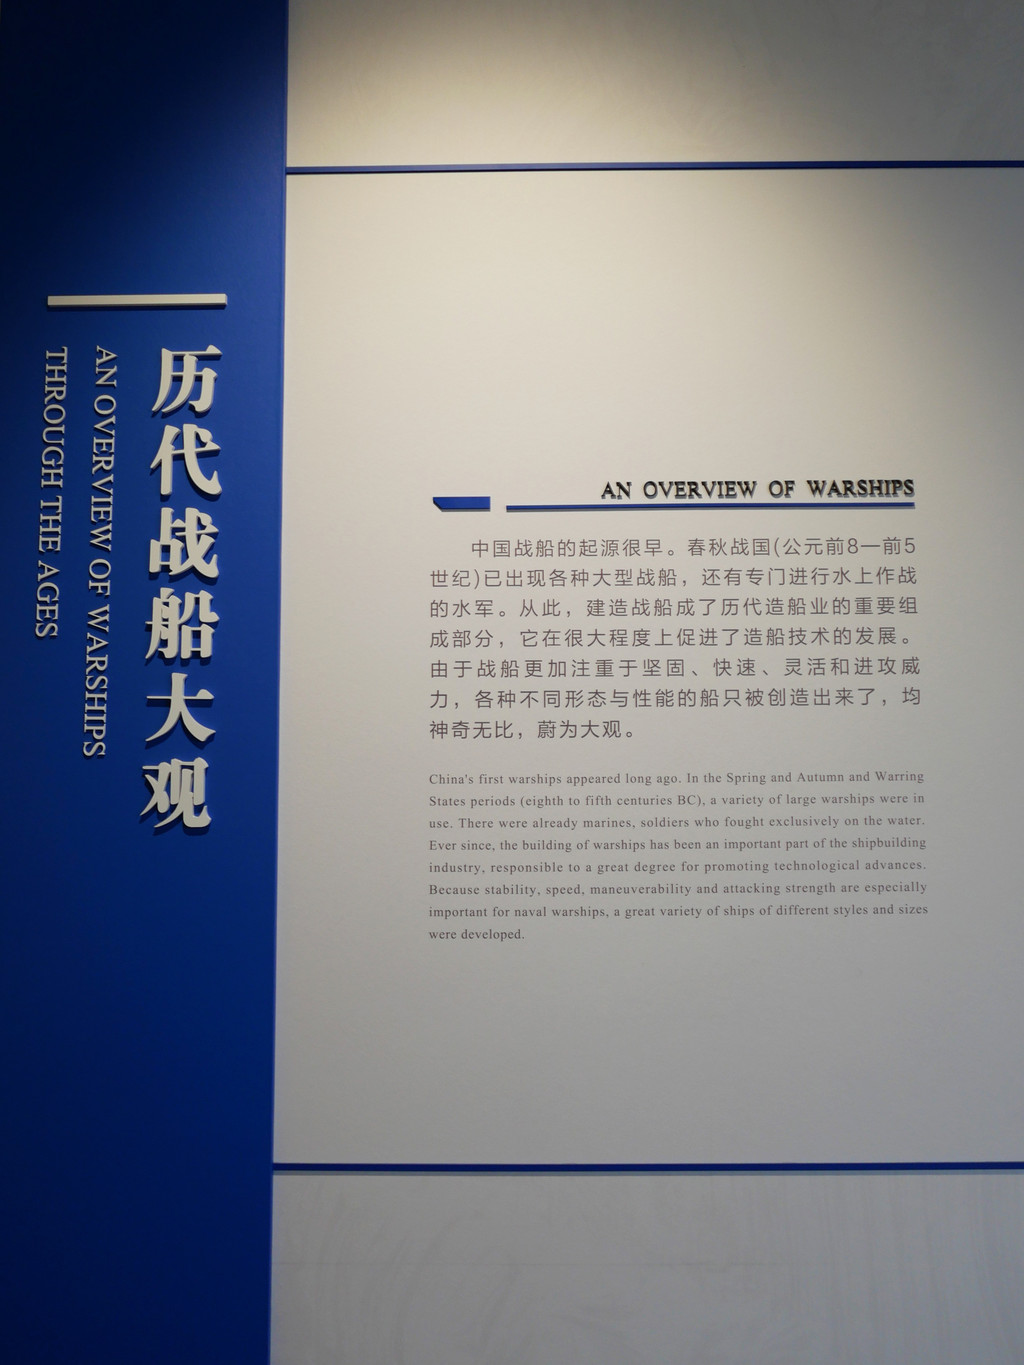 历代战船大观
AN OVERVIEW OF WARSHIPS
THROUGH THE AGES
AN OVERVIEW OF WARSHIPS
中国战船的起源很早。春秋战国(公元前8—前5
世纪)已出现各种大型战船，还有专门进行水上作战
的水军。从此，建造战船成了历代造船业的重要组
成部分，它在很大程度上促进了造船技术的发展。
由于战船更加注重于坚固、快速、灵活和进攻威
力，各种不同形态与性能的船只被创造出来了，均
神奇无比，蔚为大观。
China's first warships appeared long ago. In the Spring and Autumn and Warring
States periods (eighth to fifth centuries BC), a variety of large warships were in
use. There were already marines, soldiers who fought exclusively on the water.
Ever since, the building of warships has been an important part of the shipbuilding
industry, responsible to a great degree for promoting technological advances.
Because stability, speed, maneuverability and attacking strength are especially
important for naval warships, a great variety of ships of different styles and sizes
were developed.